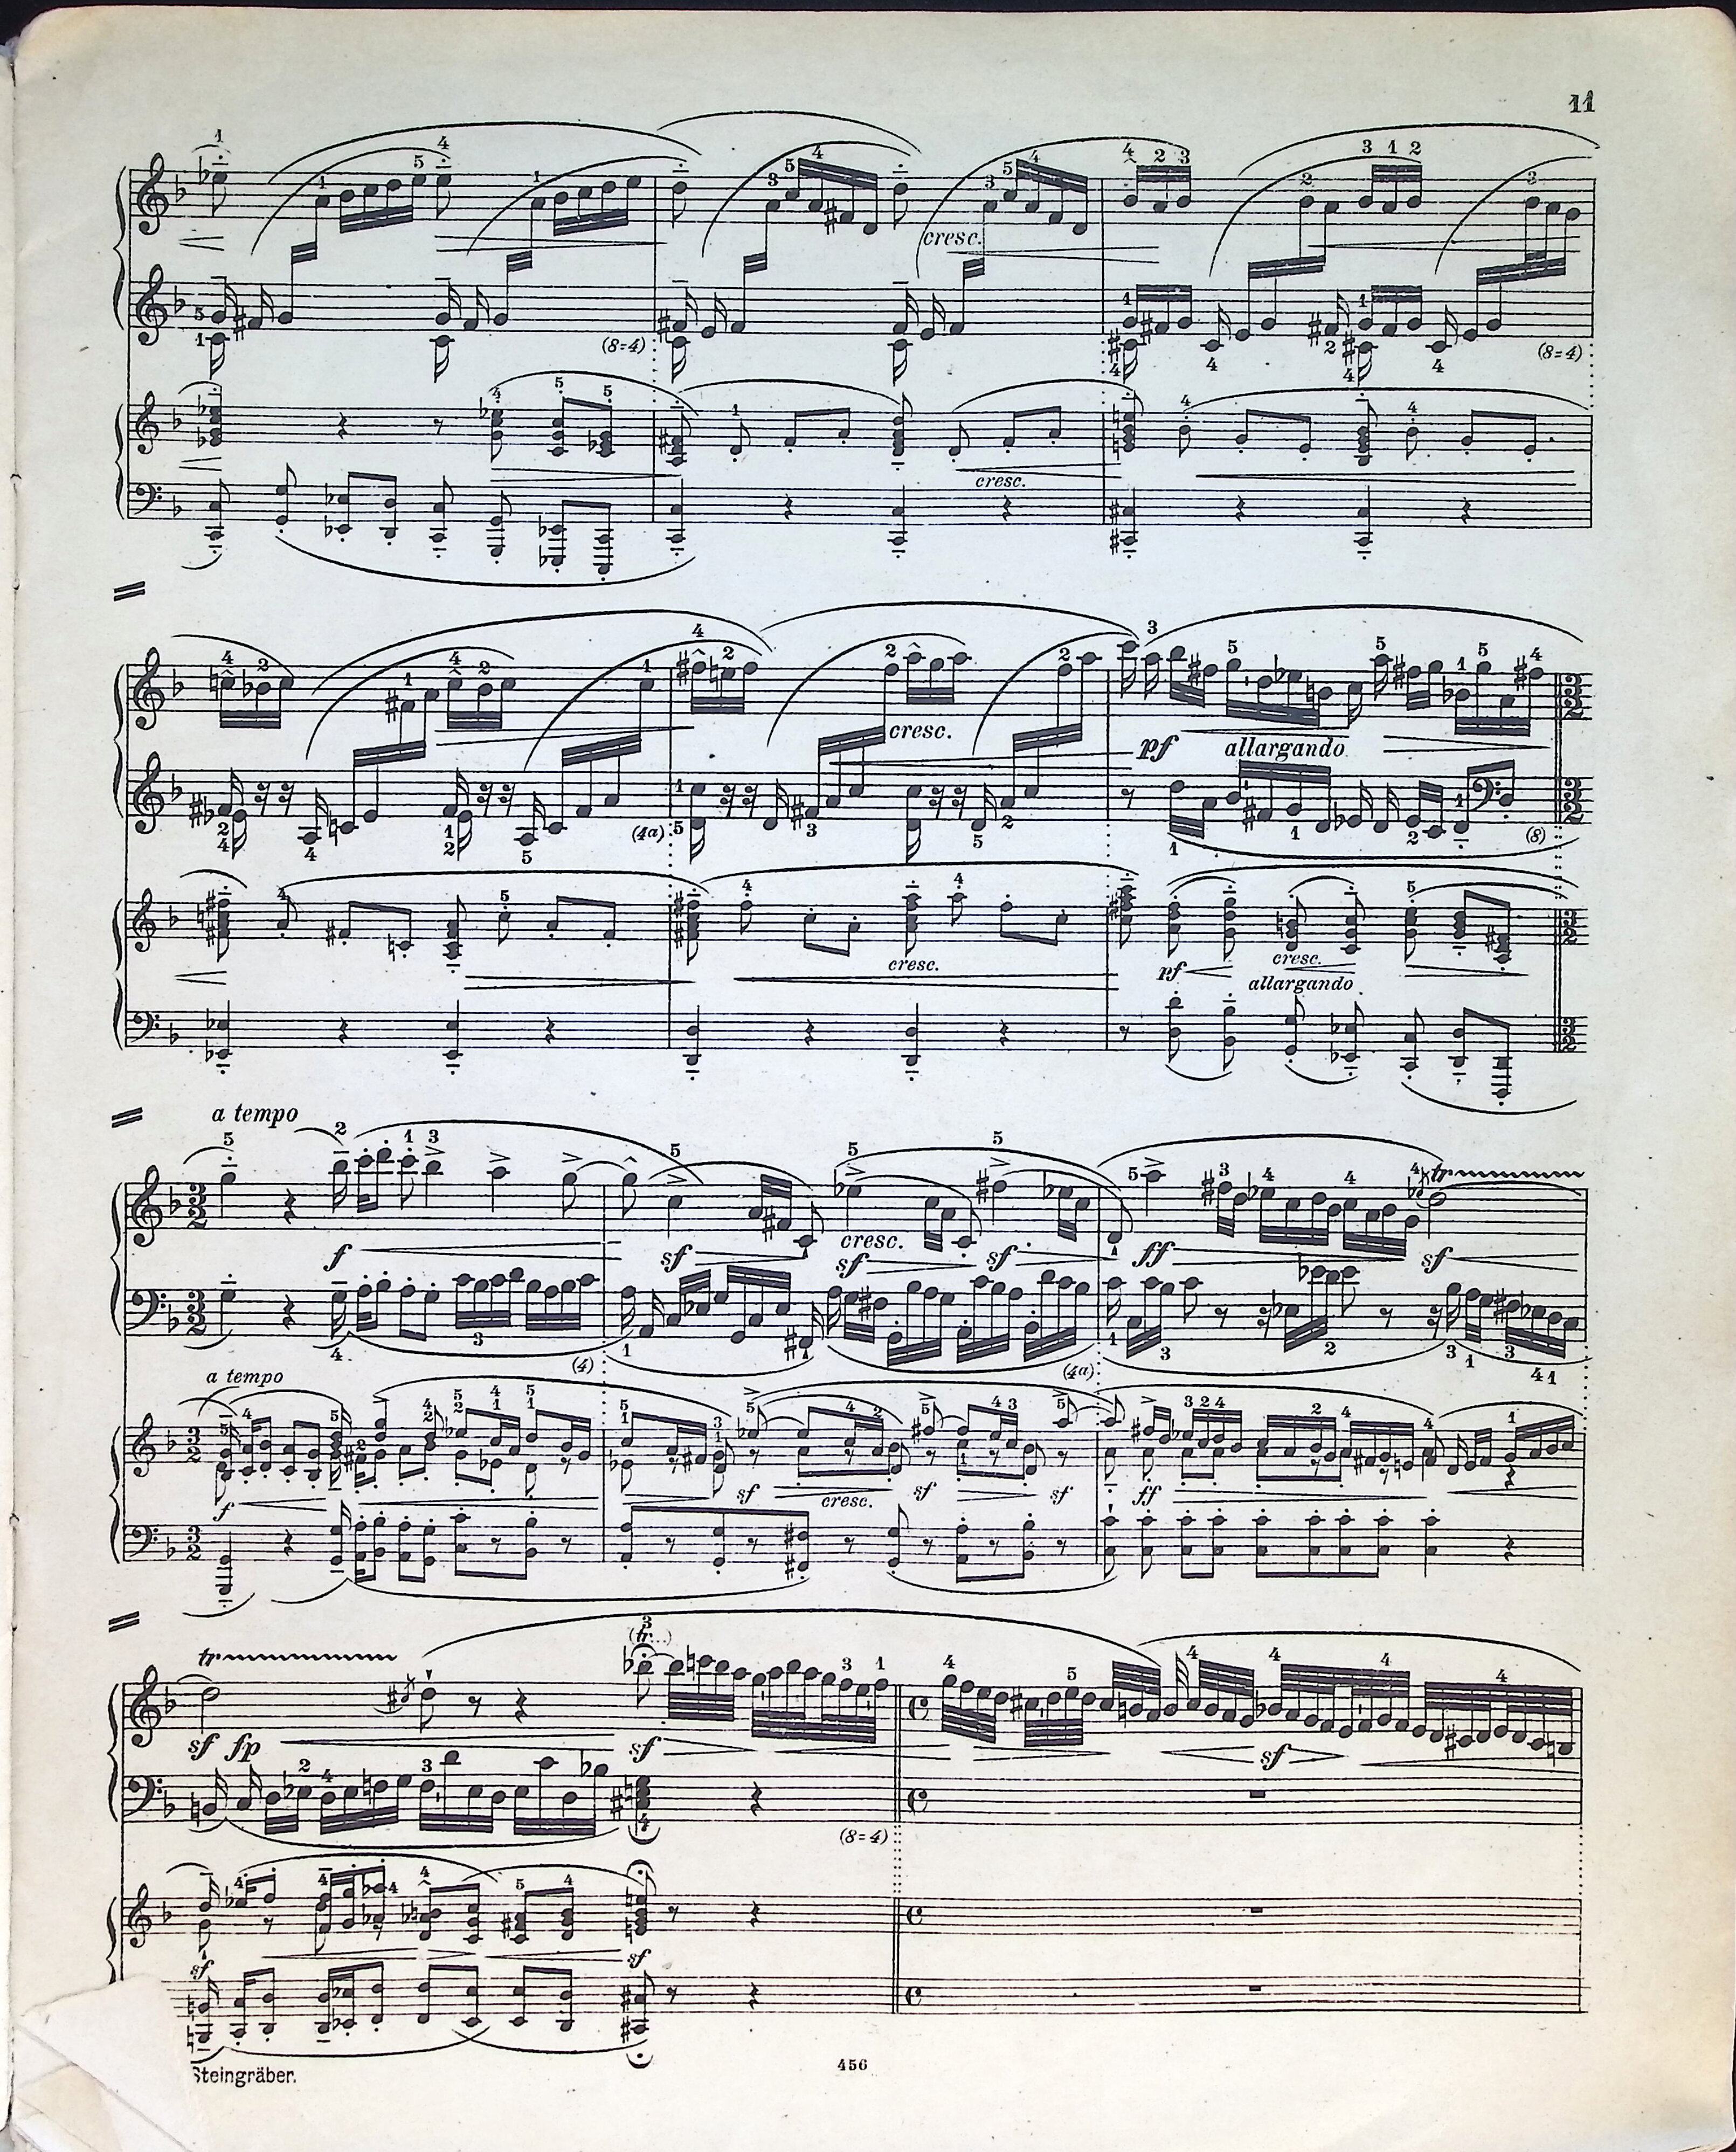 11
cresc.
(8=4)
(8=4)
cresc.
cresc.
pf allargando
(4a)
(8)
cresc.
pf cresc.
allargando
a tempo
f sf cresc. sf sf ff sf tr
(4) (4a)
a tempo
f sf cresc. sf sf ff
tr (tr...)
sf fp sf sf
(8=4)
sf sf
Steingräber.
456